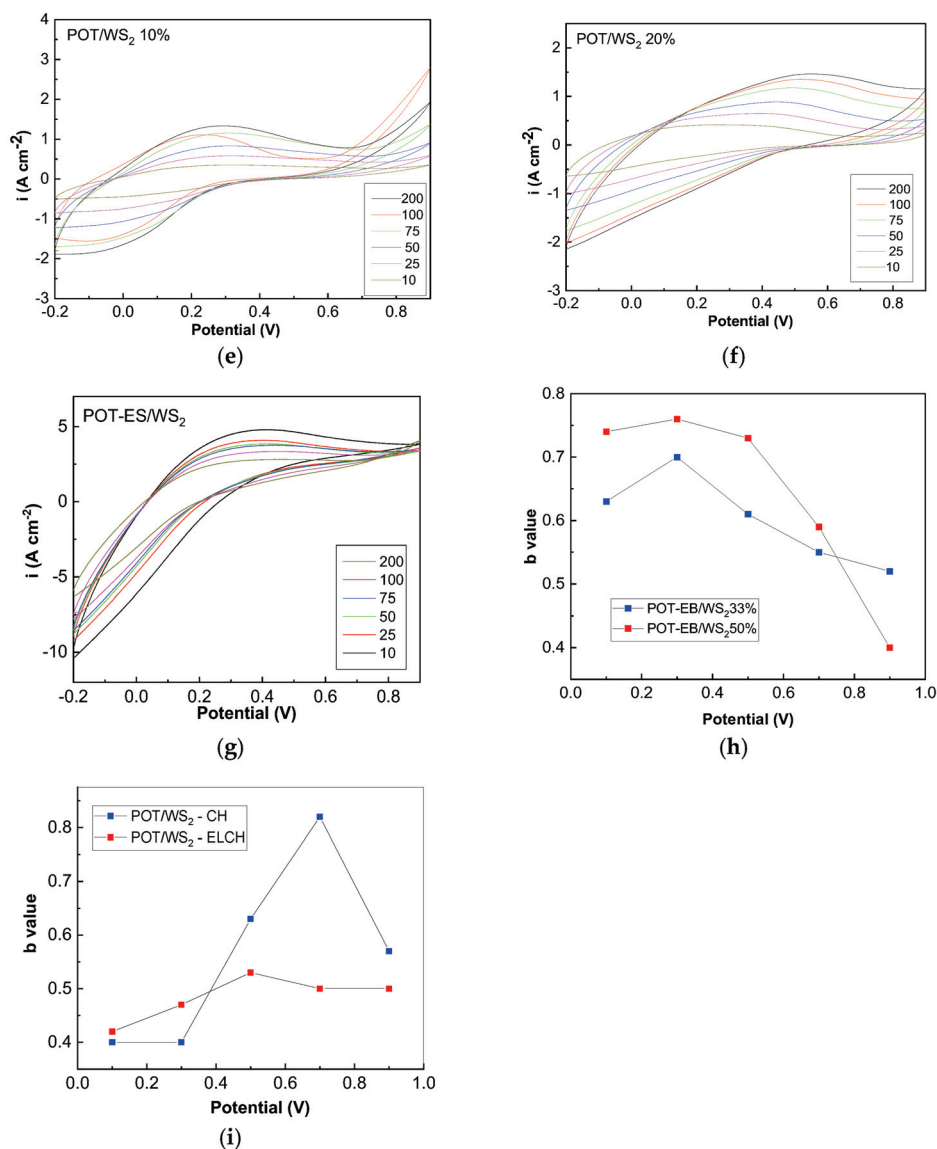 POT/WS2 10%
i (A cm-2)
4
3
2
1
0
-1
-2
-3
200
100
75
50
25
10
-0.2 0.0 0.2 0.4 0.6 0.8
Potential (V)
(e)
POT/WS2 20%
i (A cm-2)
2
1
0
-1
-2
-3
200
100
75
50
25
10
-0.2 0.0 0.2 0.4 0.6 0.8
Potential (V)
(f)
POT-ES/WS2
i (A cm-2)
5
0
-5
-10
200
100
75
50
25
10
-0.2 0.0 0.2 0.4 0.6 0.8
Potential (V)
(g)
b value
0.8
0.7
0.6
0.5
0.4
POT-EB/WS233%
POT-EB/WS250%
0.0 0.2 0.4 0.6 0.8 1.0
Potential (V)
(h)
POT/WS2 - CH
POT/WS2 - ELCH
b value
0.8
0.7
0.6
0.5
0.4
0.0 0.2 0.4 0.6 0.8 1.0
Potential (V)
(i)